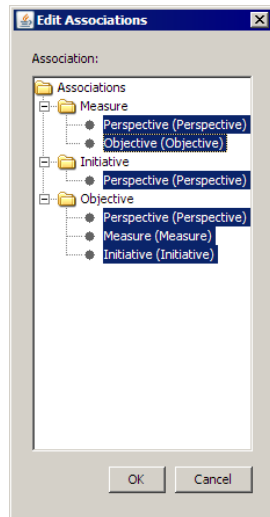 Edit Associations
Association:
Associations
Measure
Perspective (Perspective)
Objective (Objective)
Initiative
Perspective (Perspective)
Objective
Perspective (Perspective)
Measure (Measure)
Initiative (Initiative)
OK Cancel